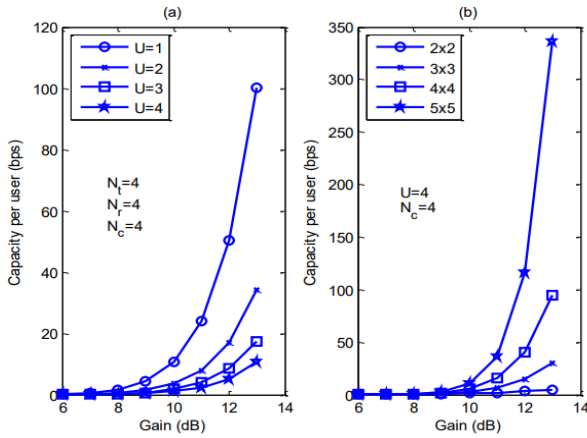 (a)
Capacity per user (bps)
120
100
80
60
40
20
0
U=1
U=2
U=3
U=4
N_t=4
N_r=4
N_c=4
6 8 10 12 14
Gain (dB)
(b)
Capacity per user (bps)
350
300
250
200
150
100
50
0
2x2
3x3
4x4
5x5
U=4
N_c=4
6 8 10 12 14
Gain (dB)